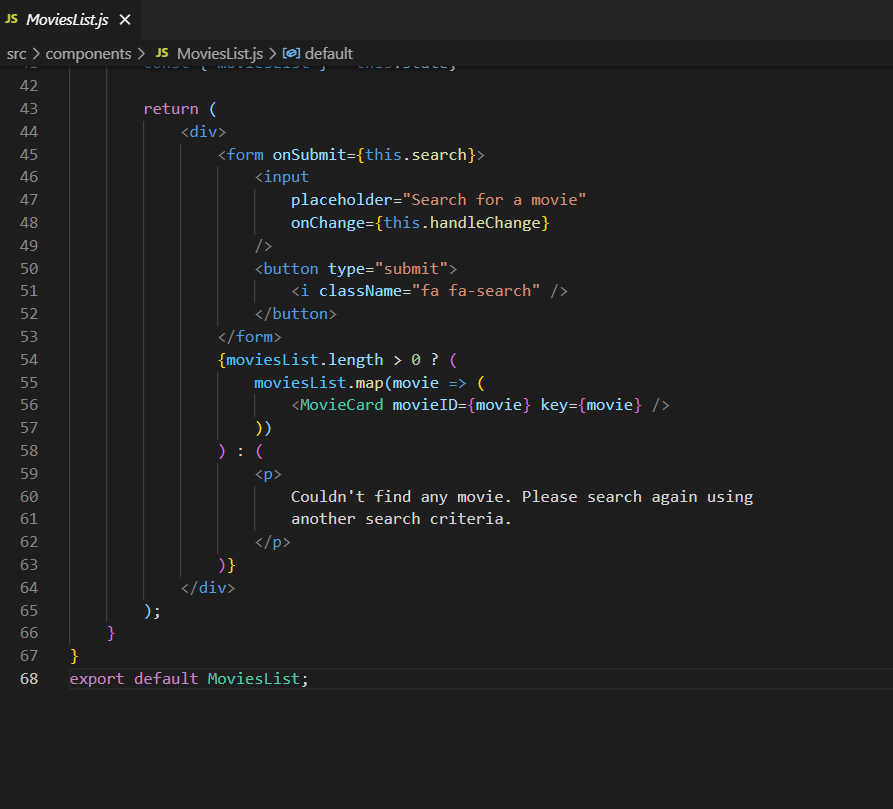 JS MoviesList.js ×
src > components > JS MoviesList.js > default
42
43 return (
44 <div>
45 <form onSubmit={this.search}>
46 <input
47 placeholder="Search for a movie"
48 onChange={this.handleChange}
49 />
50 <button type="submit">
51 <i className="fa fa-search" />
52 </button>
53 </form>
54 {moviesList.length > 0 ? (
55 moviesList.map(movie => (
56 <MovieCard movieID={movie} key={movie} />
57 ))
58 ) : (
59 <p>
60 Couldn't find any movie. Please search again using
61 another search criteria.
62 </p>
63 )}
64 </div>
65 );
66 }
67 }
68 export default MoviesList;